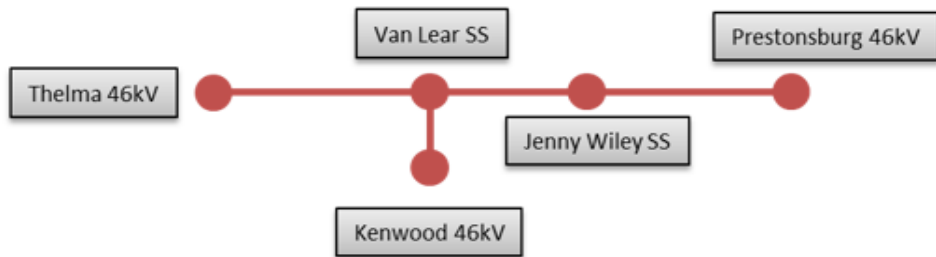 Van Lear SS
Prestonsburg 46kV
Thelma 46kV
Jenny Wiley SS
Kenwood 46kV